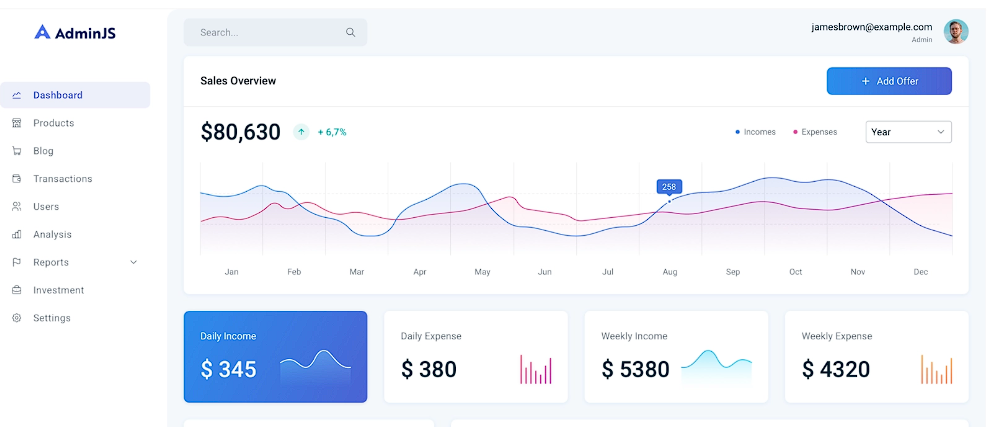 AdminJS
Search...
jamesbrown@example.com
Admin
Dashboard
Products
Blog
Transactions
Users
Analysis
Reports
Investment
Settings
Sales Overview
+ Add Offer
$80,630 + 6,7%
Incomes Expenses Year
258
Jan Feb Mar Apr May Jun Jul Aug Sep Oct Nov Dec
Daily Income
$ 345
Daily Expense
$ 380
Weekly Income
$ 5380
Weekly Expense
$ 4320